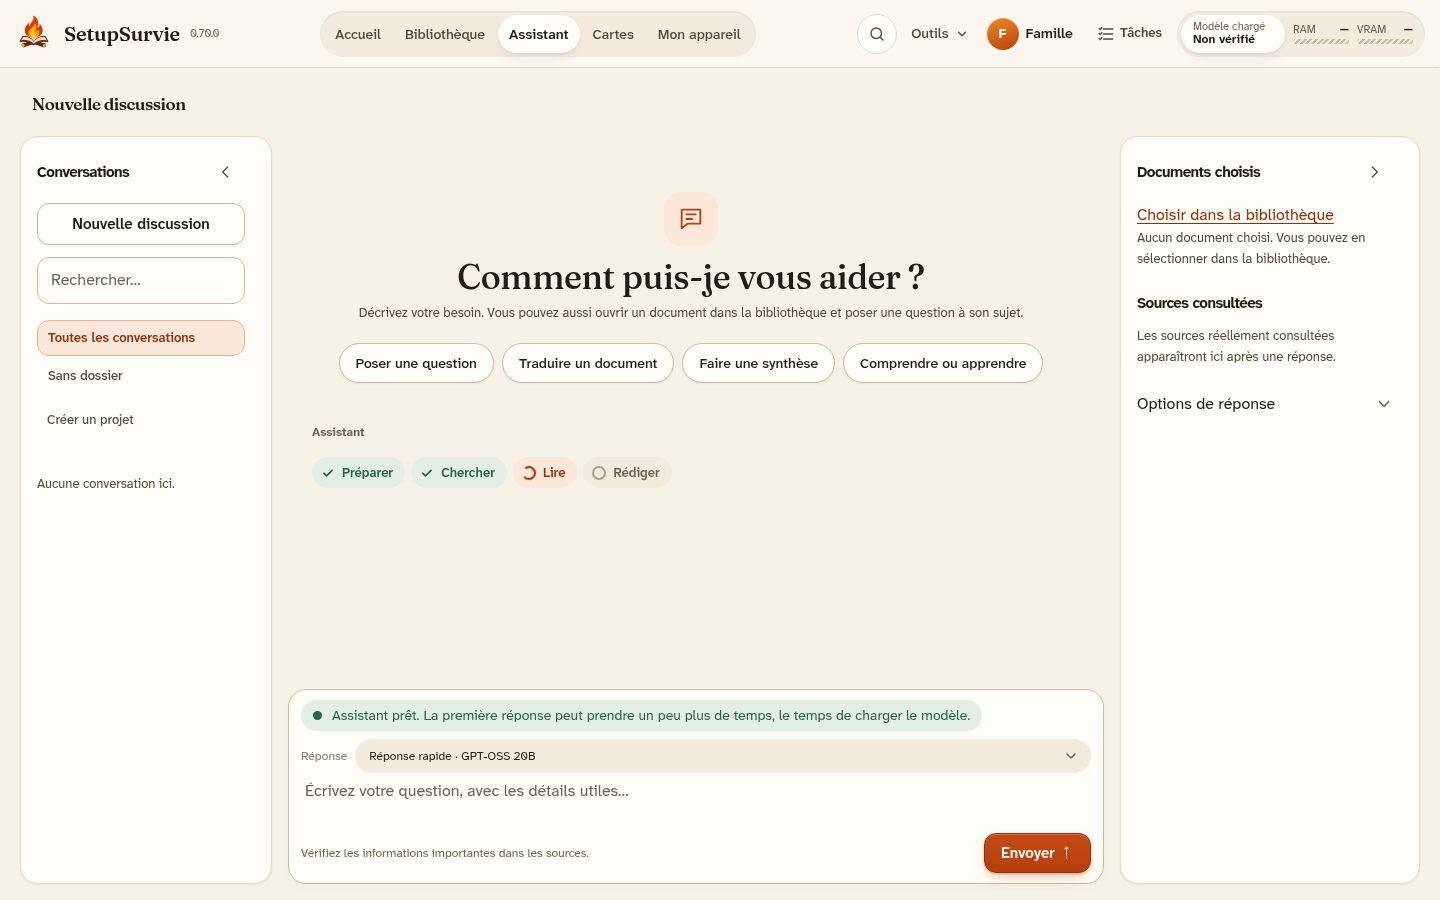 SetupSurvie 0.70.0
Accueil
Bibliothèque
Assistant
Cartes
Mon appareil
Outils
F
Famille
Tâches
Modèle chargé
Non vérifié
RAM –
VRAM –
Nouvelle discussion
Conversations
Nouvelle discussion
Rechercher...
Toutes les conversations
Sans dossier
Créer un projet
Aucune conversation ici.
Comment puis-je vous aider ?
Décrivez votre besoin. Vous pouvez aussi ouvrir un document dans la bibliothèque et poser une question à son sujet.
Poser une question
Traduire un document
Faire une synthèse
Comprendre ou apprendre
Assistant
Préparer
Chercher
Lire
Rédiger
Assistant prêt. La première réponse peut prendre un peu plus de temps, le temps de charger le modèle.
Réponse
Réponse rapide · GPT-OSS 20B
Écrivez votre question, avec les détails utiles...
Vérifiez les informations importantes dans les sources.
Envoyer ↑
Documents choisis
Choisir dans la bibliothèque
Aucun document choisi. Vous pouvez en
sélectionner dans la bibliothèque.
Sources consultées
Les sources réellement consultées
apparaîtront ici après une réponse.
Options de réponse